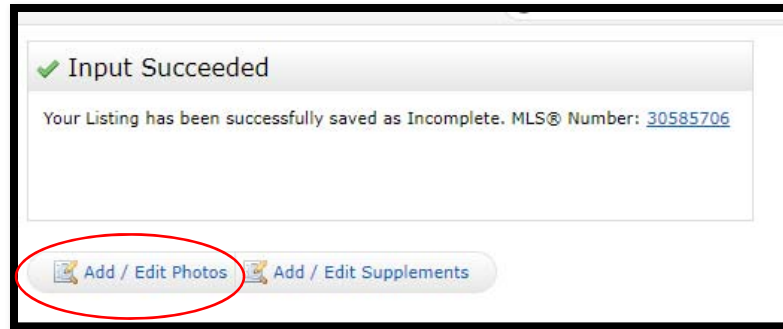 Input Succeeded
Your Listing has been successfully saved as Incomplete. MLS® Number: 30585706
Add / Edit Photos Add / Edit Supplements